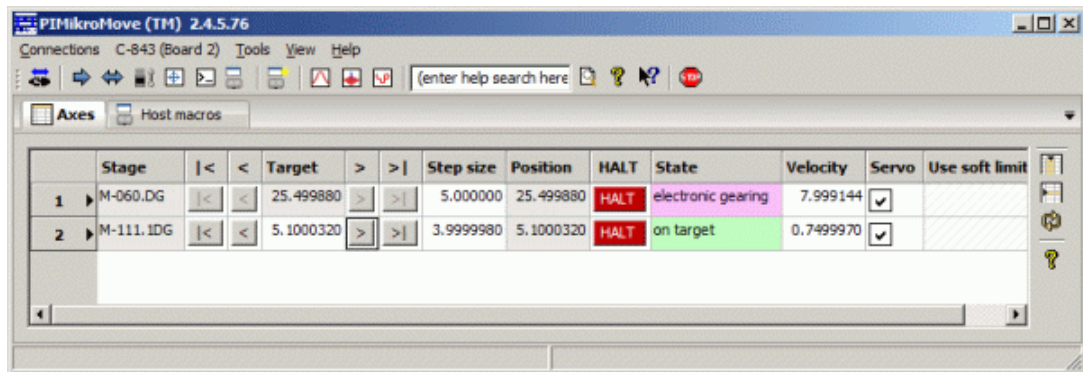 PIMikroMove (TM) 2.4.5.76
Connections C-843 (Board 2) Tools View Help
(enter help search here STOP
Axes Host macros
Stage |< < Target > >| Step size Position HALT State Velocity Servo Use soft limit
1 M-060.DG |< < 25.499880 > >| 5.000000 25.499880 HALT electronic gearing 7.999144
2 M-111.1DG |< < 5.1000320 > >| 3.9999980 5.1000320 HALT on target 0.7499970